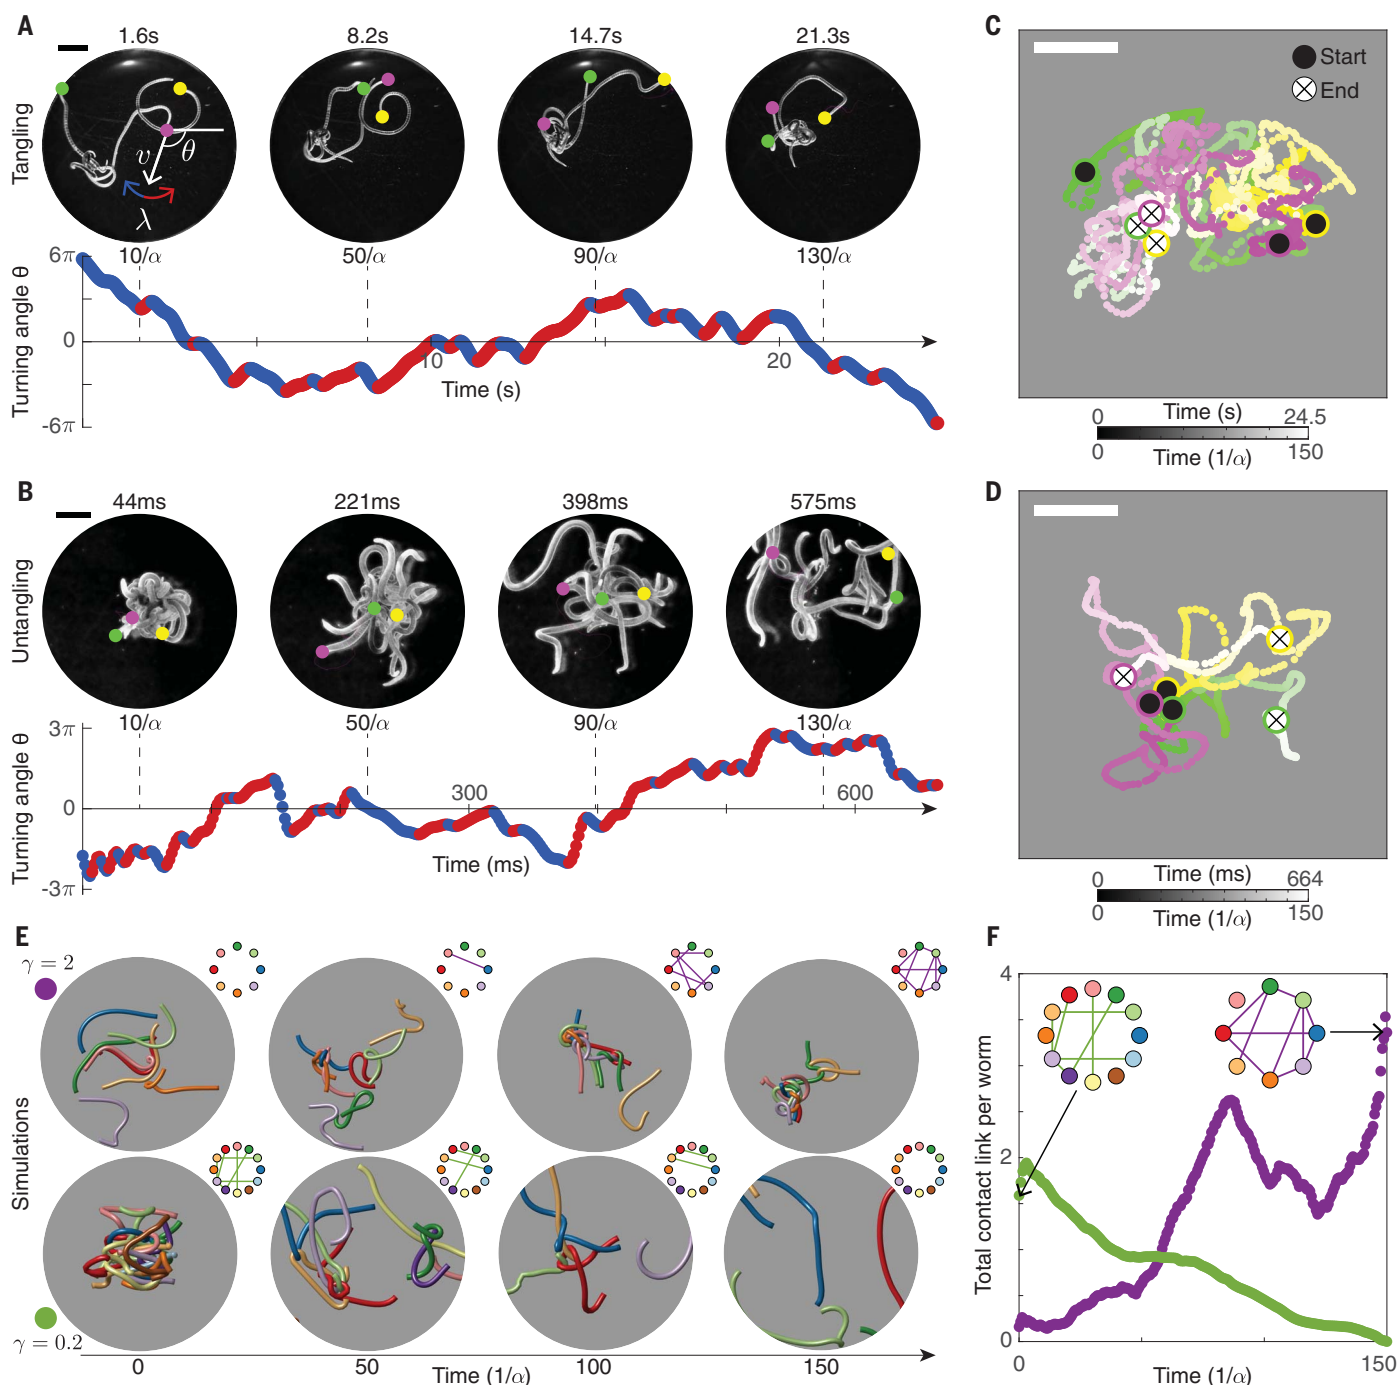 A
1.6s
8.2s
14.7s
21.3s
Tangling
v
θ
λ
10/α
50/α
90/α
130/α
Turning angle θ
6π
0
-6π
10
20
Time (s)
B
44ms
221ms
398ms
575ms
Untangling
10/α
50/α
90/α
130/α
Turning angle θ
3π
0
-3π
300
600
Time (ms)
C
Start
End
0
Time (s)
24.5
0
Time (1/α)
150
D
0
Time (ms)
664
0
Time (1/α)
150
E
γ = 2
Simulations
γ = 0.2
0
50
100
150
Time (1/α)
F
Total contact link per worm
4
2
0
0
150
Time (1/α)